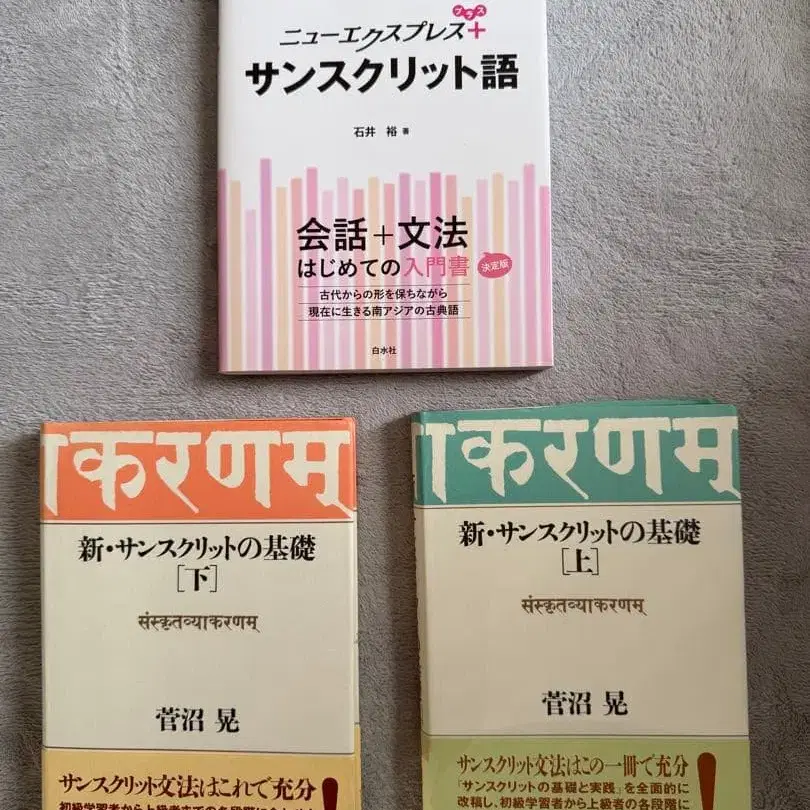 プラス
ニューエクスプレス+
サンスクリット語
石井 裕 著
会話+文法
はじめての入門書
決定版
古代からの形を保ちながら
現在に生きる南アジアの古典語
白水社
ाकरणम्
新・サンスクリットの基礎
[下]
संस्कृतव्याकरणम्
菅沼 晃
サンスクリット文法はこれで充分!
ाकरणम्
新・サンスクリットの基礎
[上]
संस्कृतव्याकरणम्
菅沼 晃
サンスクリット文法はこの一冊で充分!
「サンスクリットの基礎と実践」を全面的に
改稿し、初級学習者から上級者の各段階に